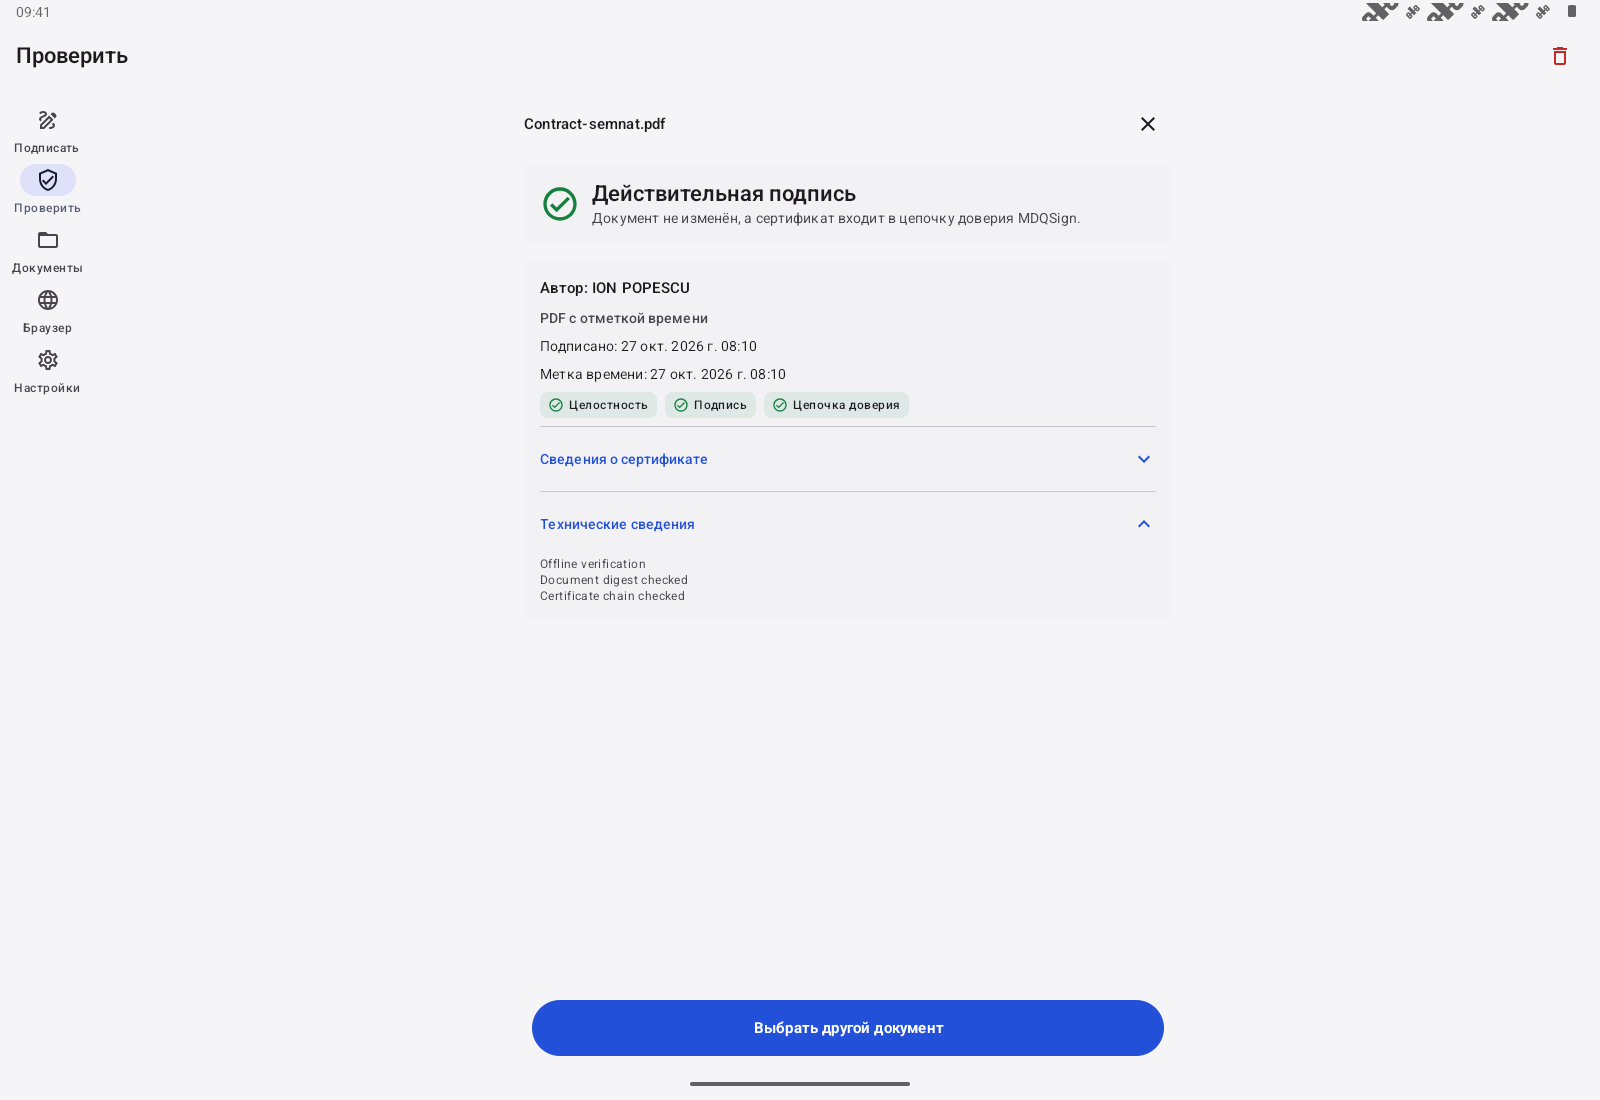 09:41
Проверить
Подписать
Проверить
Документы
Браузер
Настройки
Contract-semnat.pdf
Действительная подпись
Документ не изменён, а сертификат входит в цепочку доверия MDQSign.
Автор: ION POPESCU
PDF с отметкой времени
Подписано: 27 окт. 2026 г. 08:10
Метка времени: 27 окт. 2026 г. 08:10
Целостность
Подпись
Цепочка доверия
Сведения о сертификате
Технические сведения
Offline verification
Document digest checked
Certificate chain checked
Выбрать другой документ